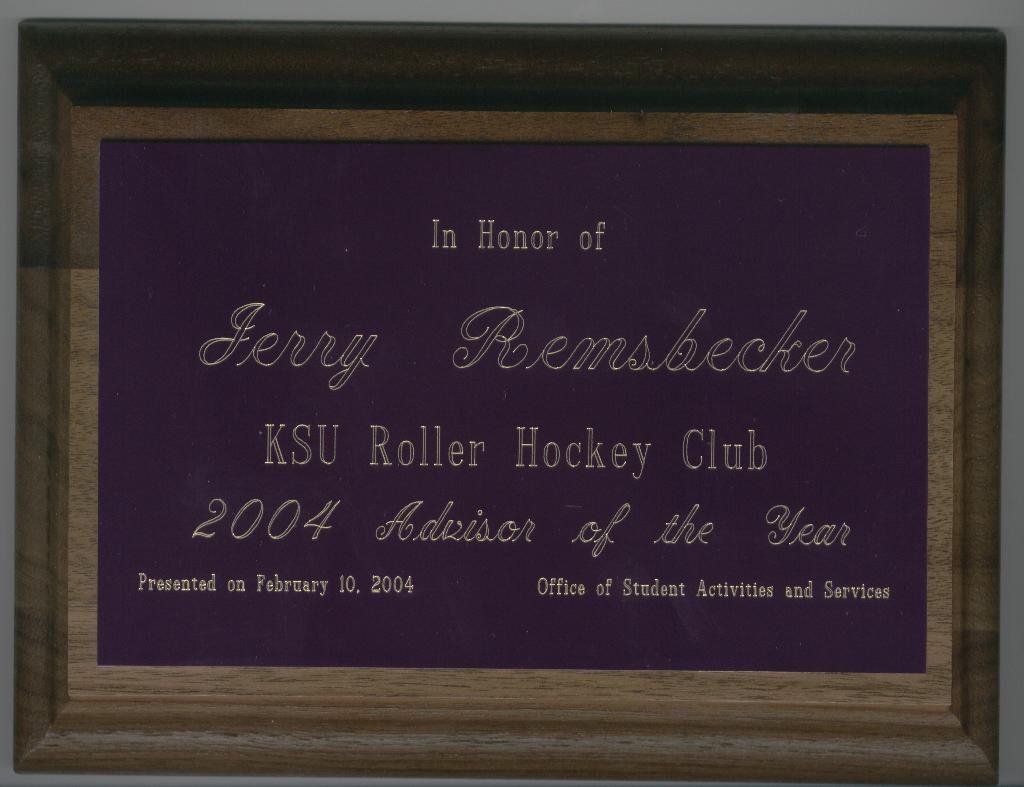 In Honor of
Jerry Remsbecker
KSU Roller Hockey Club
2004 Advisor of the Year
Presented on February 10, 2004 Office of Student Activities and Services